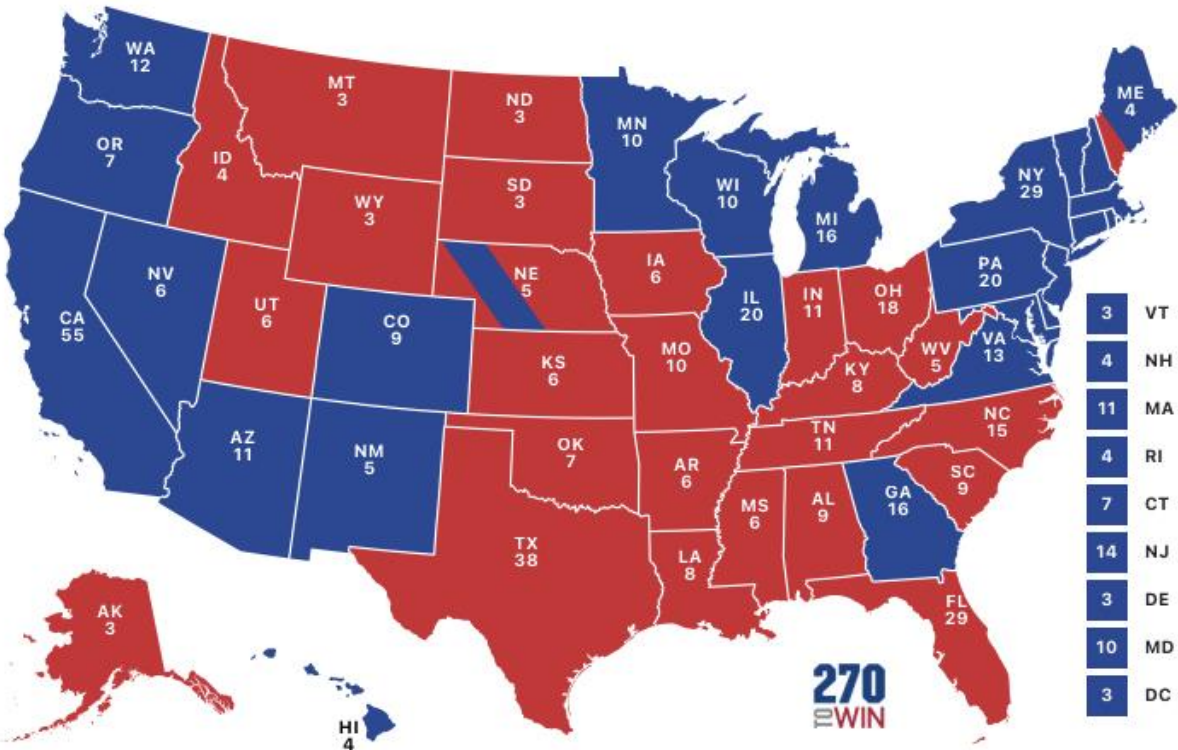 WA
12
MT
3
ND
3
MN
10
ME
4
OR
7
ID
4
SD
3
WI
10
NY
29
WY
3
MI
16
NV
6
NE
5
IA
6
PA
20
CA
55
UT
6
CO
9
IL
20
IN
11
OH
18
3 VT
VA
13
WV
5
MO
10
KS
6
KY
8
4 NH
NC
15
11 MA
TN
11
AZ
11
NM
5
OK
7
AR
6
SC
9
4 RI
GA
16
MS
6
AL
9
7 CT
TX
38
LA
8
14 NJ
AK
3
FL
29
3 DE
10 MD
270
TO WIN
3 DC
HI
4